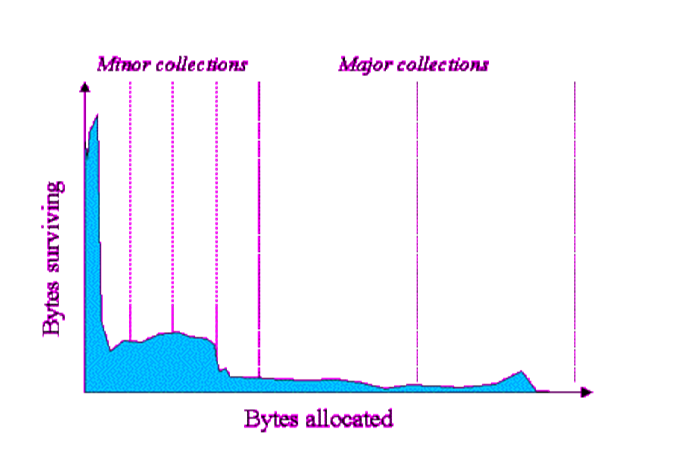 Minor collections
Major collections
Bytes surviving
Bytes allocated